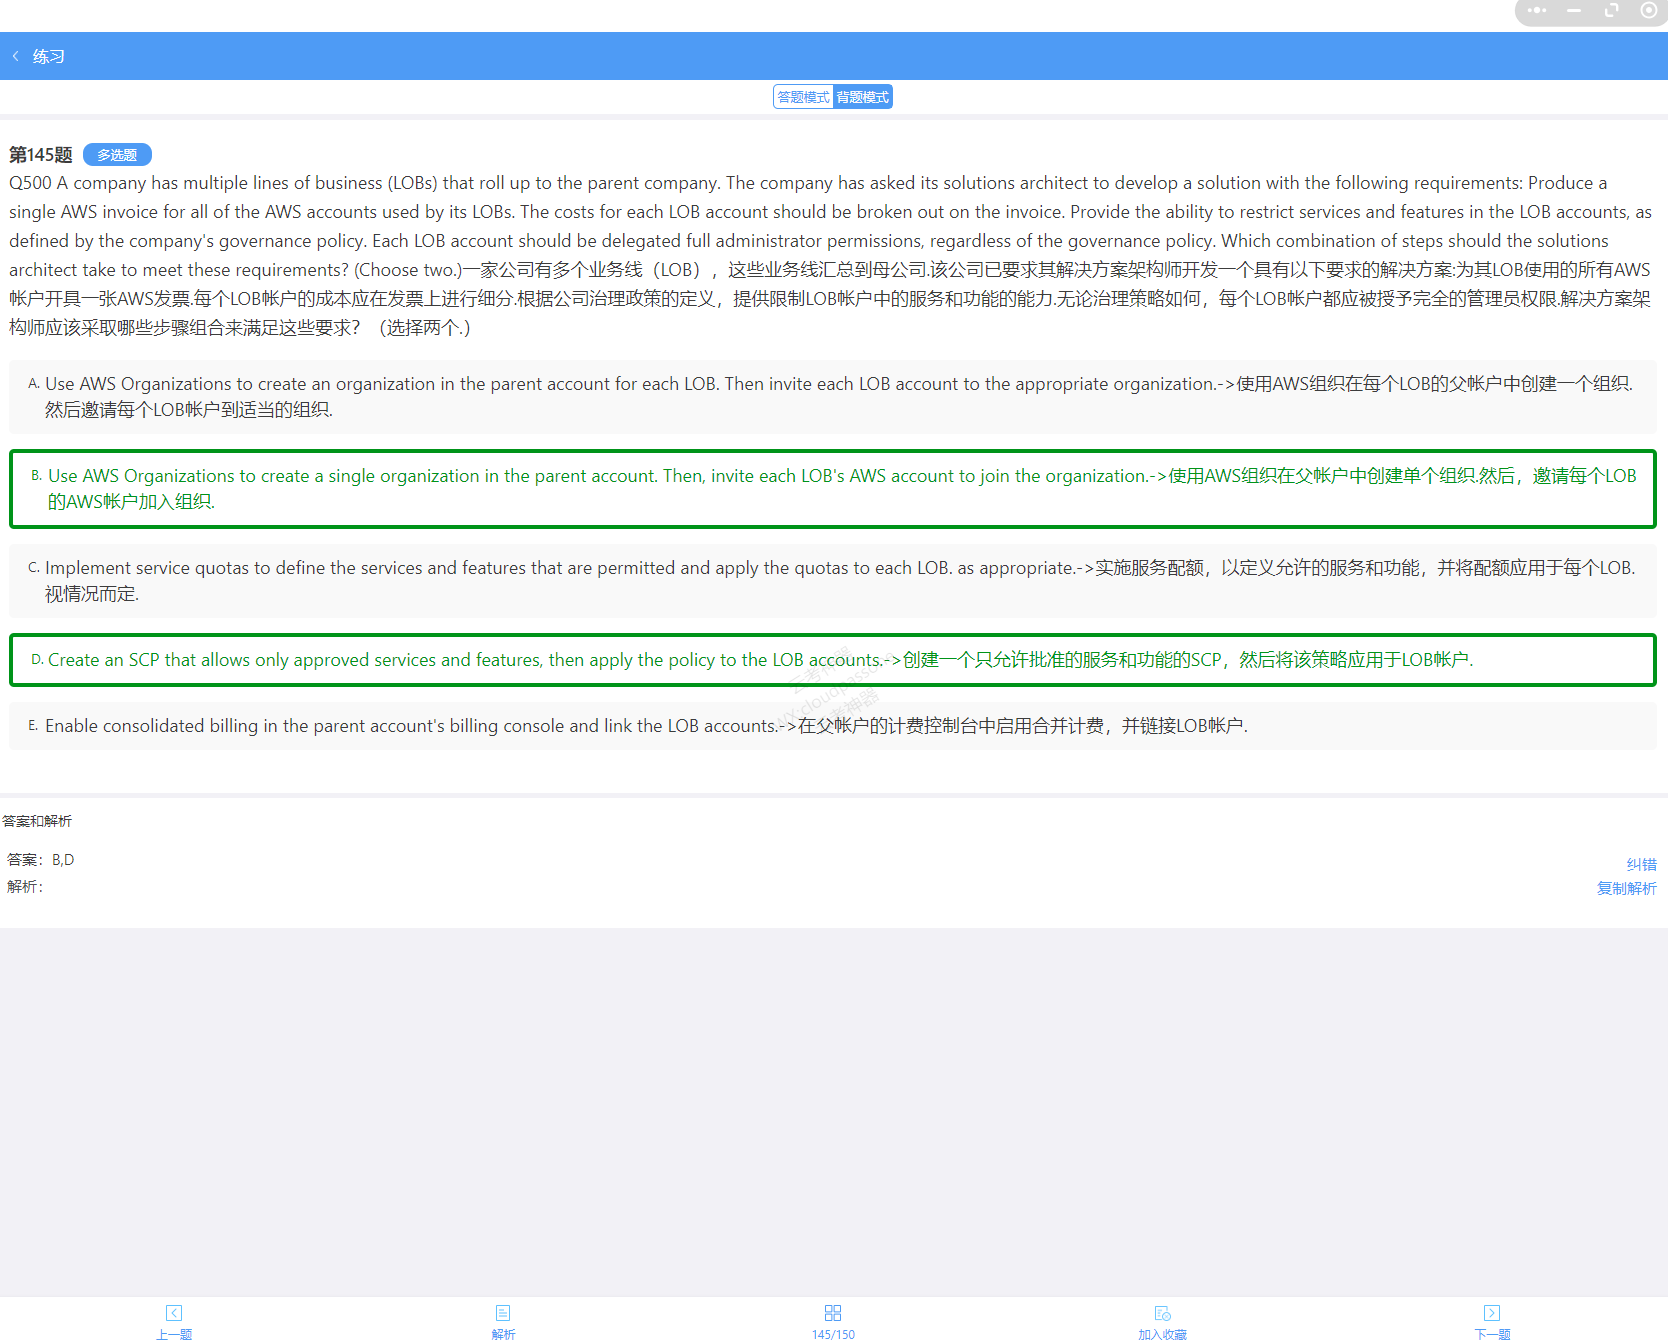 练习
答题模式 背题模式
第145题 多选题
Q500 A company has multiple lines of business (LOBs) that roll up to the parent company. The company has asked its solutions architect to develop a solution with the following requirements: Produce a
single AWS invoice for all of the AWS accounts used by its LOBs. The costs for each LOB account should be broken out on the invoice. Provide the ability to restrict services and features in the LOB accounts, as
defined by the company's governance policy. Each LOB account should be delegated full administrator permissions, regardless of the governance policy. Which combination of steps should the solutions
architect take to meet these requirements? (Choose two.)一家公司有多个业务线（LOB），这些业务线汇总到母公司.该公司已要求其解决方案架构师开发一个具有以下要求的解决方案:为其LOB使用的所有AWS
帐户开具一张AWS发票.每个LOB帐户的成本应在发票上进行细分.根据公司治理政策的定义，提供限制LOB帐户中的服务和功能的能力.无论治理策略如何，每个LOB帐户都应被授予完全的管理员权限.解决方案架
构师应该采取哪些步骤组合来满足这些要求？（选择两个.）
A. Use AWS Organizations to create an organization in the parent account for each LOB. Then invite each LOB account to the appropriate organization.->使用AWS组织在每个LOB的父帐户中创建一个组织.
然后邀请每个LOB帐户到适当的组织.
B. Use AWS Organizations to create a single organization in the parent account. Then, invite each LOB's AWS account to join the organization.->使用AWS组织在父帐户中创建单个组织.然后，邀请每个LOB
的AWS帐户加入组织.
C. Implement service quotas to define the services and features that are permitted and apply the quotas to each LOB. as appropriate.->实施服务配额，以定义允许的服务和功能，并将配额应用于每个LOB.
视情况而定.
D. Create an SCP that allows only approved services and features, then apply the policy to the LOB accounts.->创建一个只允许批准的服务和功能的SCP，然后将该策略应用于LOB帐户.
E. Enable consolidated billing in the parent account's billing console and link the LOB accounts.->在父帐户的计费控制台中启用合并计费，并链接LOB帐户.
答案和解析
答案：B,D
纠错
解析：
复制解析
上一题 解析 145/150 加入收藏 下一题